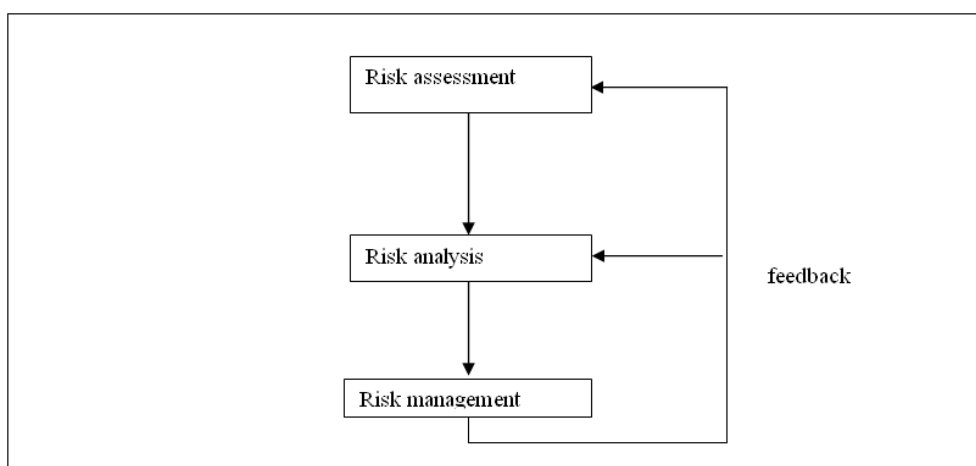 Risk assessment
Risk analysis
feedback
Risk management